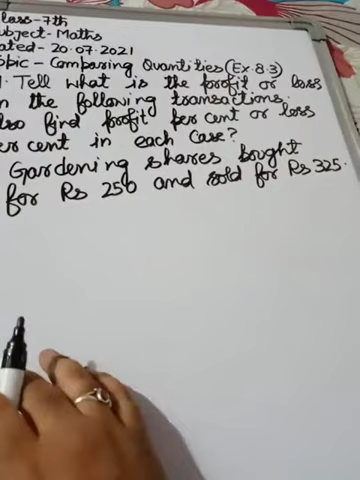 lass-7th
ubject-Maths
ated-20.07.2021
opic-Comparing Quantities (Ex.8.3)
1. Tell what is the profit or loss
n the following transactions.
lso find profit per cent or loss
er cent in each case?
Gardening shares bought
for Rs 250 and sold for Rs 325.